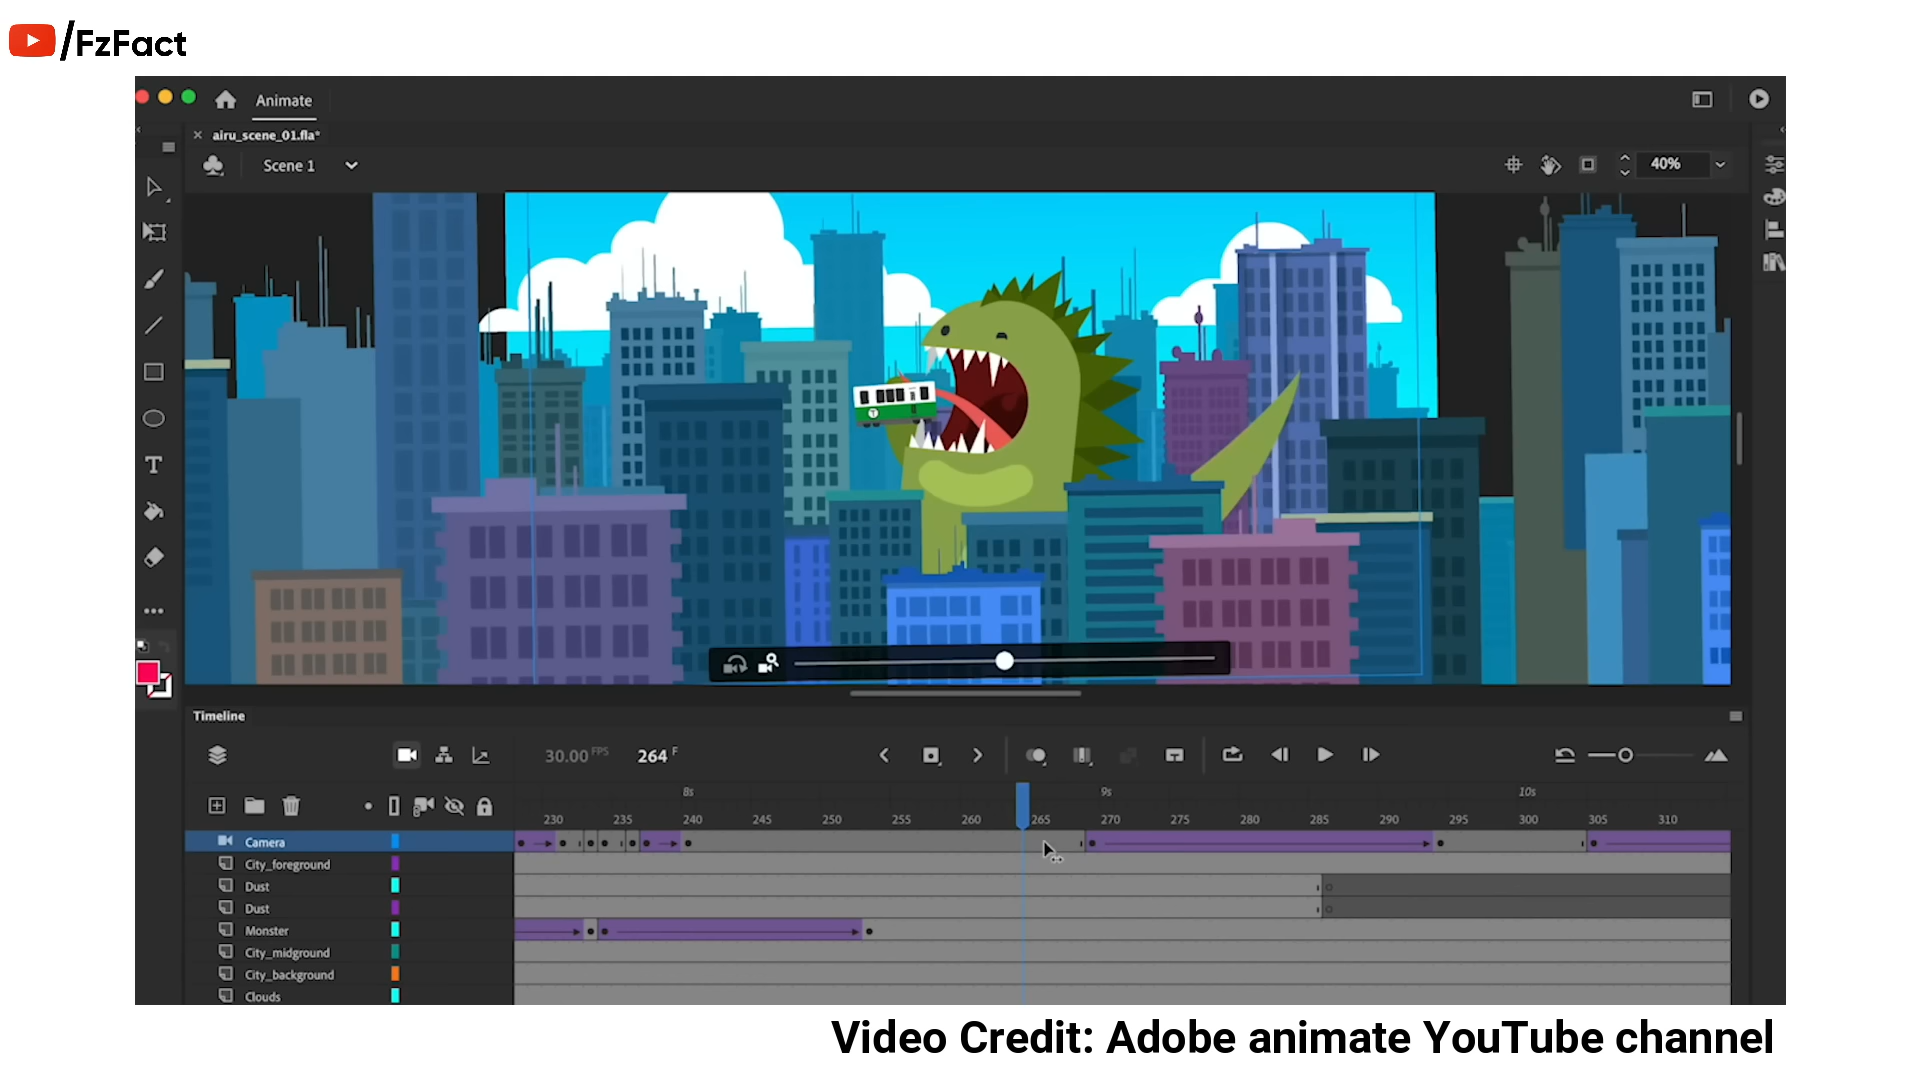 /FzFact
Animate
airu_scene_01.fla*
Scene 1
40%
T
T
Timeline
30.00 FPS
264 F
8s 9s 10s
230 235 240 245 250 255 260 265 270 275 280 285 290 295 300 305 310
Camera
City_foreground
Dust
Dust
Monster
City_midground
City_background
Clouds
Video Credit: Adobe animate YouTube channel